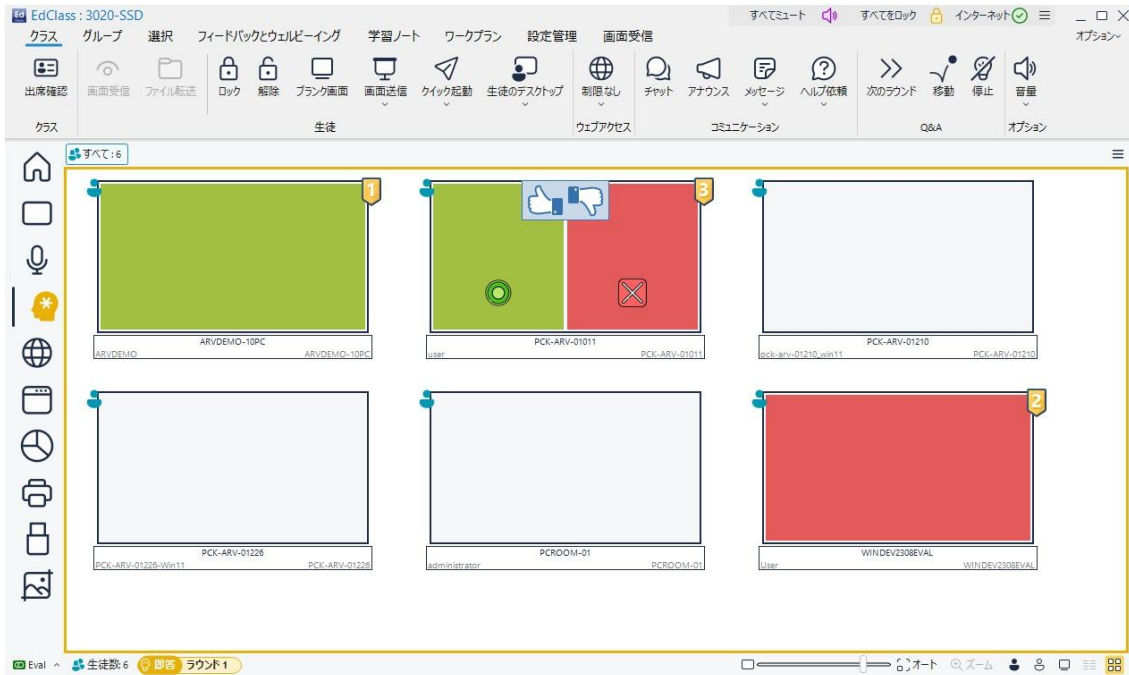 EdClass : 3020-SSD すべてミュート すべてをロック インターネット
クラス グループ 選択 フィードバックとウェルビーイング 学習ノート ワークプラン 設定管理 画面受信 オプション
出席確認 画面受信 ファイル転送 ロック 解除 ブランク画面 画面送信 クイック起動 生徒のデスクトップ 制限なし チャット アナウンス メッセージ ヘルプ依頼 次のラウンド 移動 停止 音量
クラス 生徒 ウェブアクセス コミュニケーション Q&A オプション
すべて : 6
1 3
ARVDEMO-10PC PCK-ARV-01011 PCK-ARV-01210
ARVDEMO ARVDEMO-10PC user PCK-ARV-01011 pck-arv-01210_win11 PCK-ARV-01210
2
PCK-ARV-01226 PCROOM-01 WINDEV2308EVAL
PCK-ARV-01226-Win11 PCK-ARV-01226 administrator PCROOM-01 User WINDEV2308EVAL
Eval 生徒数: 6 即答 ラウンド 1 オート ズーム